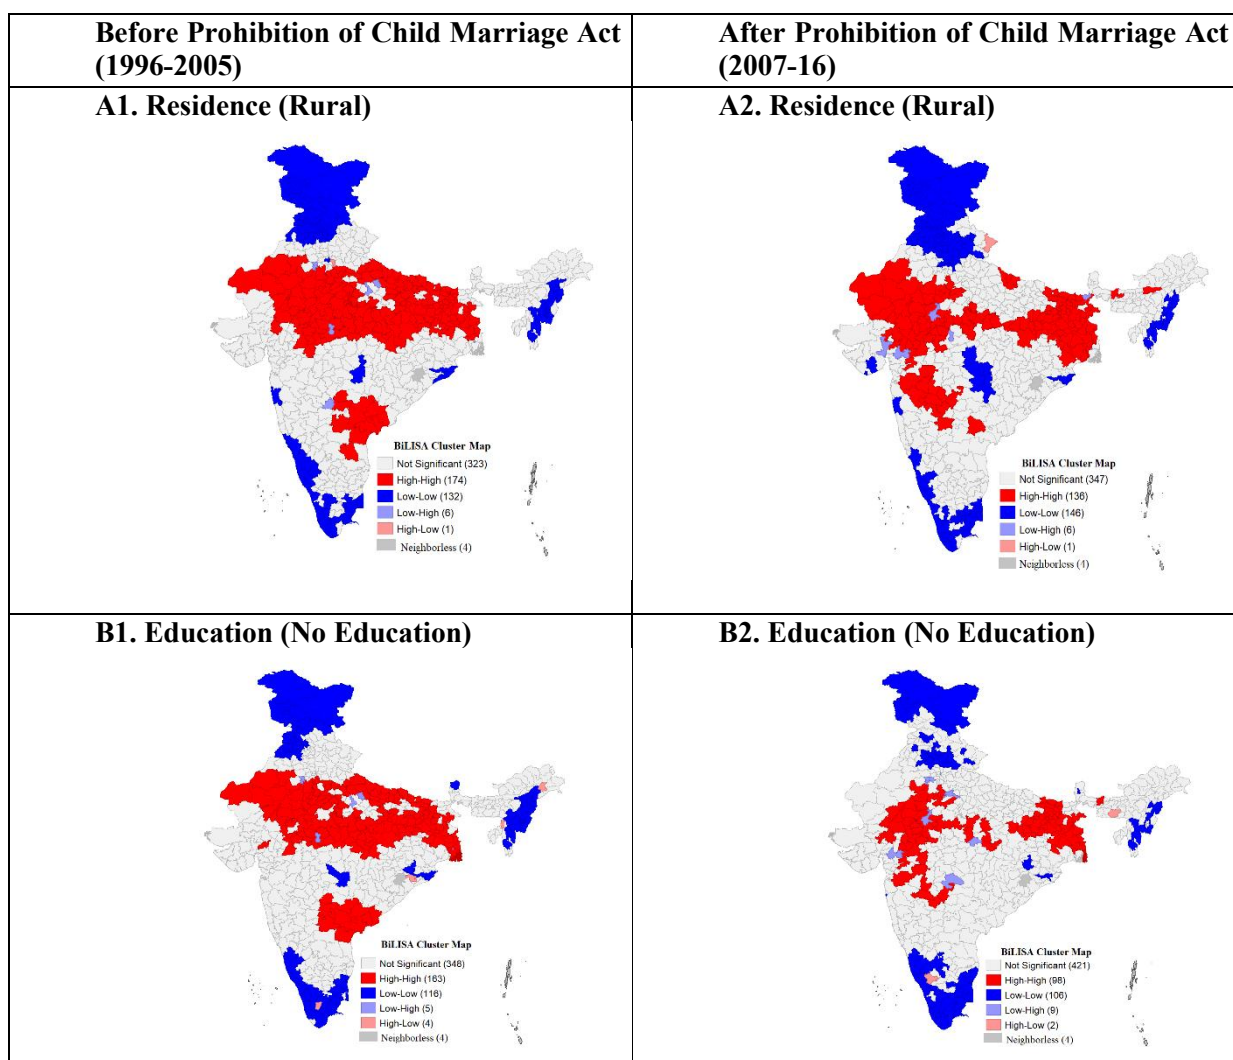 Before Prohibition of Child Marriage Act
(1996-2005)
After Prohibition of Child Marriage Act
(2007-16)
A1. Residence (Rural)
BiLISA Cluster Map
Not Significant (323)
High-High (174)
Low-Low (132)
Low-High (6)
High-Low (1)
Neighborless (4)
A2. Residence (Rural)
BiLISA Cluster Map
Not Significant (347)
High-High (136)
Low-Low (146)
Low-High (6)
High-Low (1)
Neighborless (4)
B1. Education (No Education)
BiLISA Cluster Map
Not Significant (348)
High-High (163)
Low-Low (116)
Low-High (5)
High-Low (4)
Neighborless (4)
B2. Education (No Education)
BiLISA Cluster Map
Not Significant (421)
High-High (98)
Low-Low (106)
Low-High (9)
High-Low (2)
Neighborless (4)